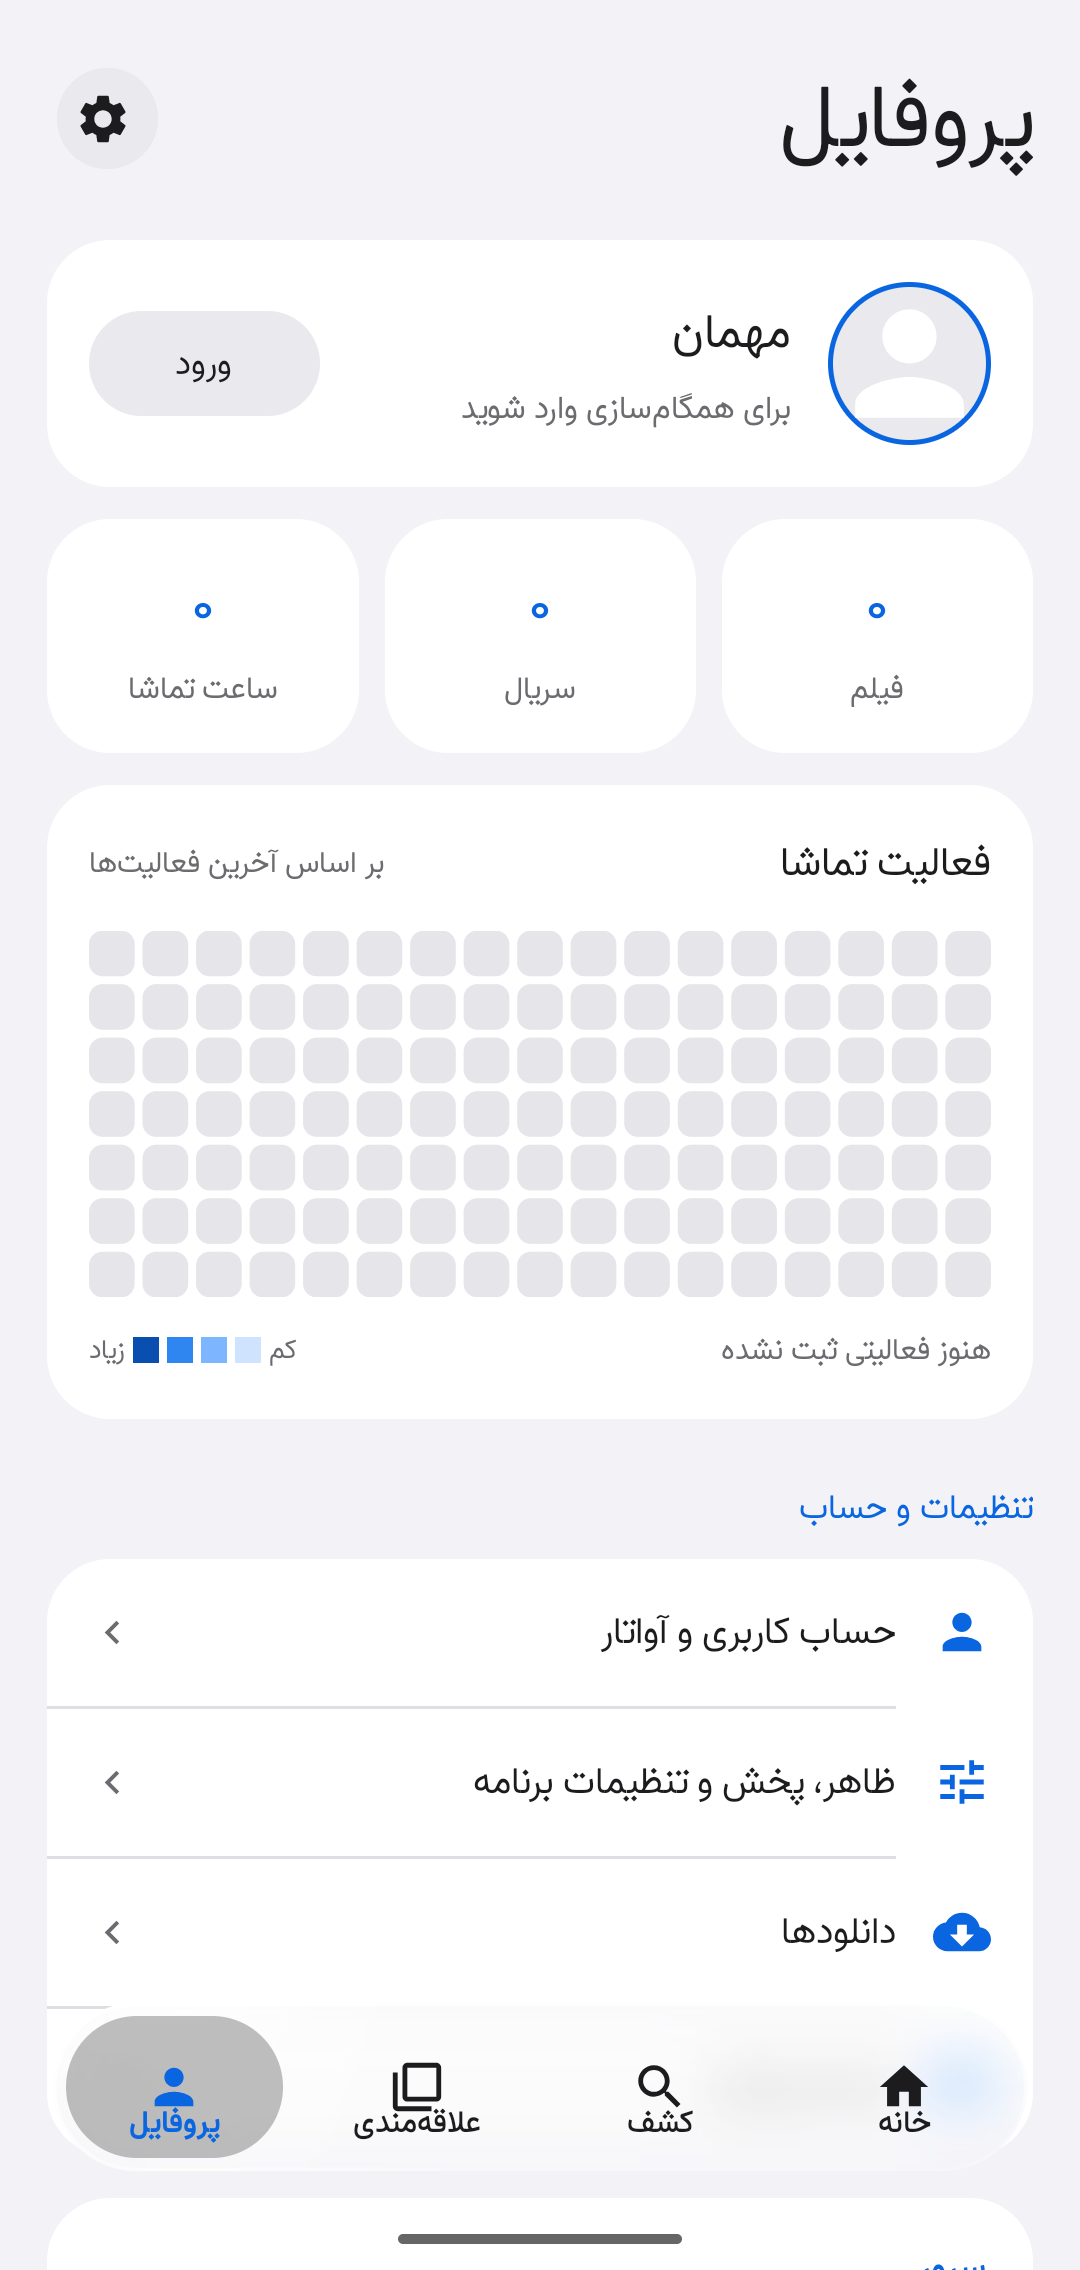 پروفایل
مهمان
برای همگام‌سازی وارد شوید
ورود
۰
فیلم
۰
سریال
۰
ساعت تماشا
فعالیت تماشا
بر اساس آخرین فعالیت‌ها
هنوز فعالیتی ثبت نشده
کم
زیاد
تنظیمات و حساب
حساب کاربری و آواتار
ظاهر، پخش و تنظیمات برنامه
دانلودها
خانه
کشف
علاقه‌مندی
پروفایل